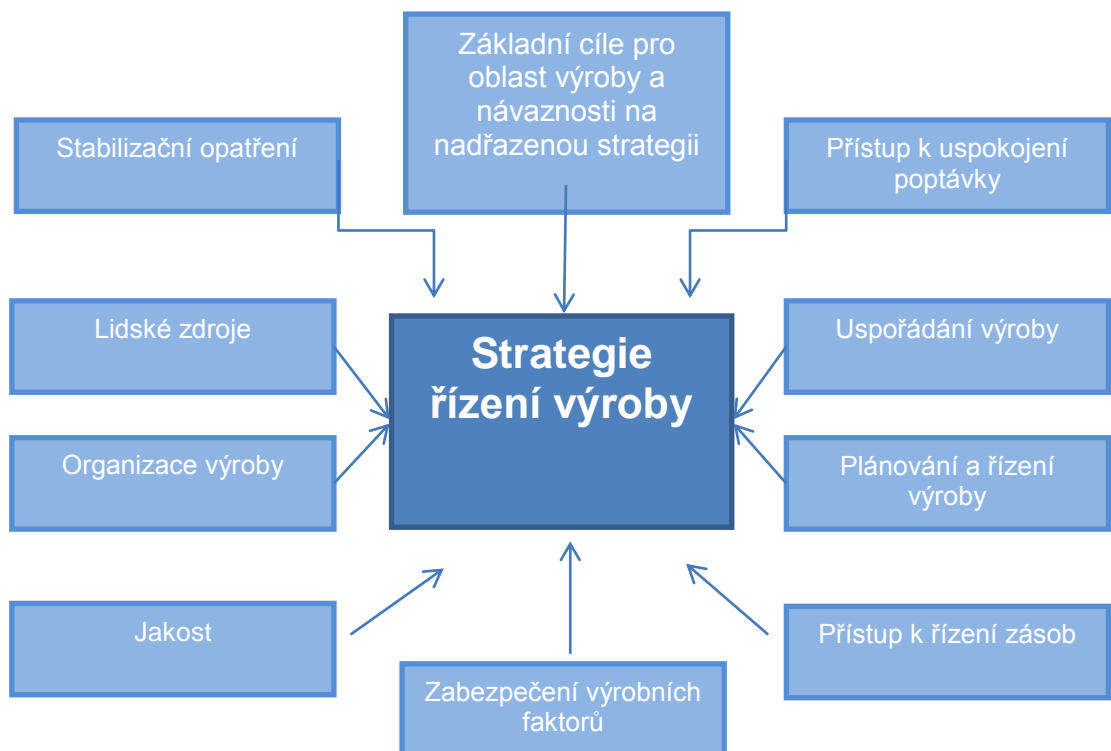 Základní cíle pro
oblast výroby a
návaznosti na
nadřazenou strategii
Stabilizační opatření
Přístup k uspokojení
poptávky
Lidské zdroje
Strategie
řízení výroby
Uspořádání výroby
Organizace výroby
Plánování a řízení
výroby
Jakost
Zabezpečení výrobních
faktorů
Přístup k řízení zásob